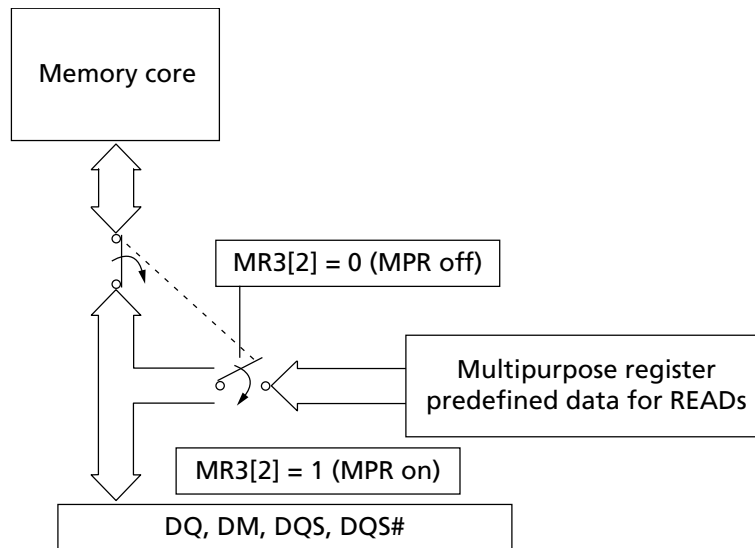 Memory core
MR3[2] = 0 (MPR off)
Multipurpose register
predefined data for READs
MR3[2] = 1 (MPR on)
DQ, DM, DQS, DQS#